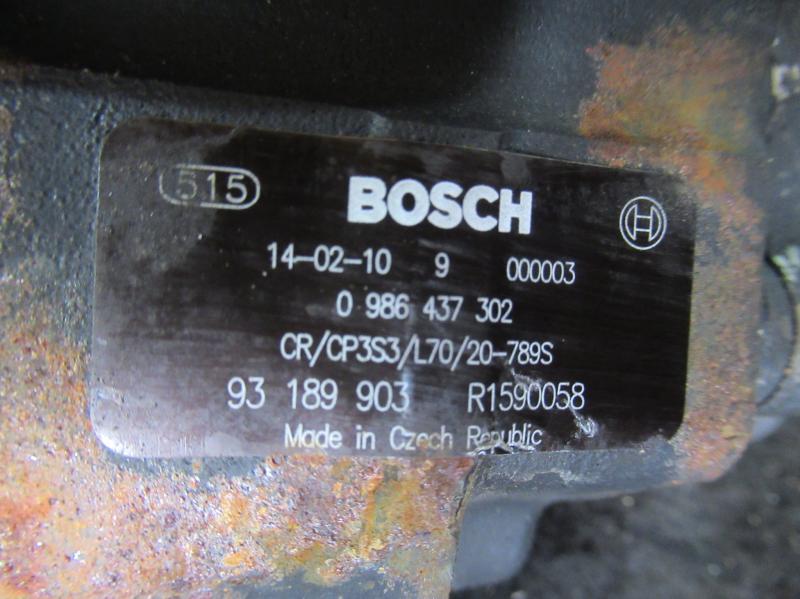 515 BOSCH
14-02-10 9 000003
0 986 437 302
CR/CP3S3/L70/20-789S
93 189 903 R1590058
Made in Czech Republic